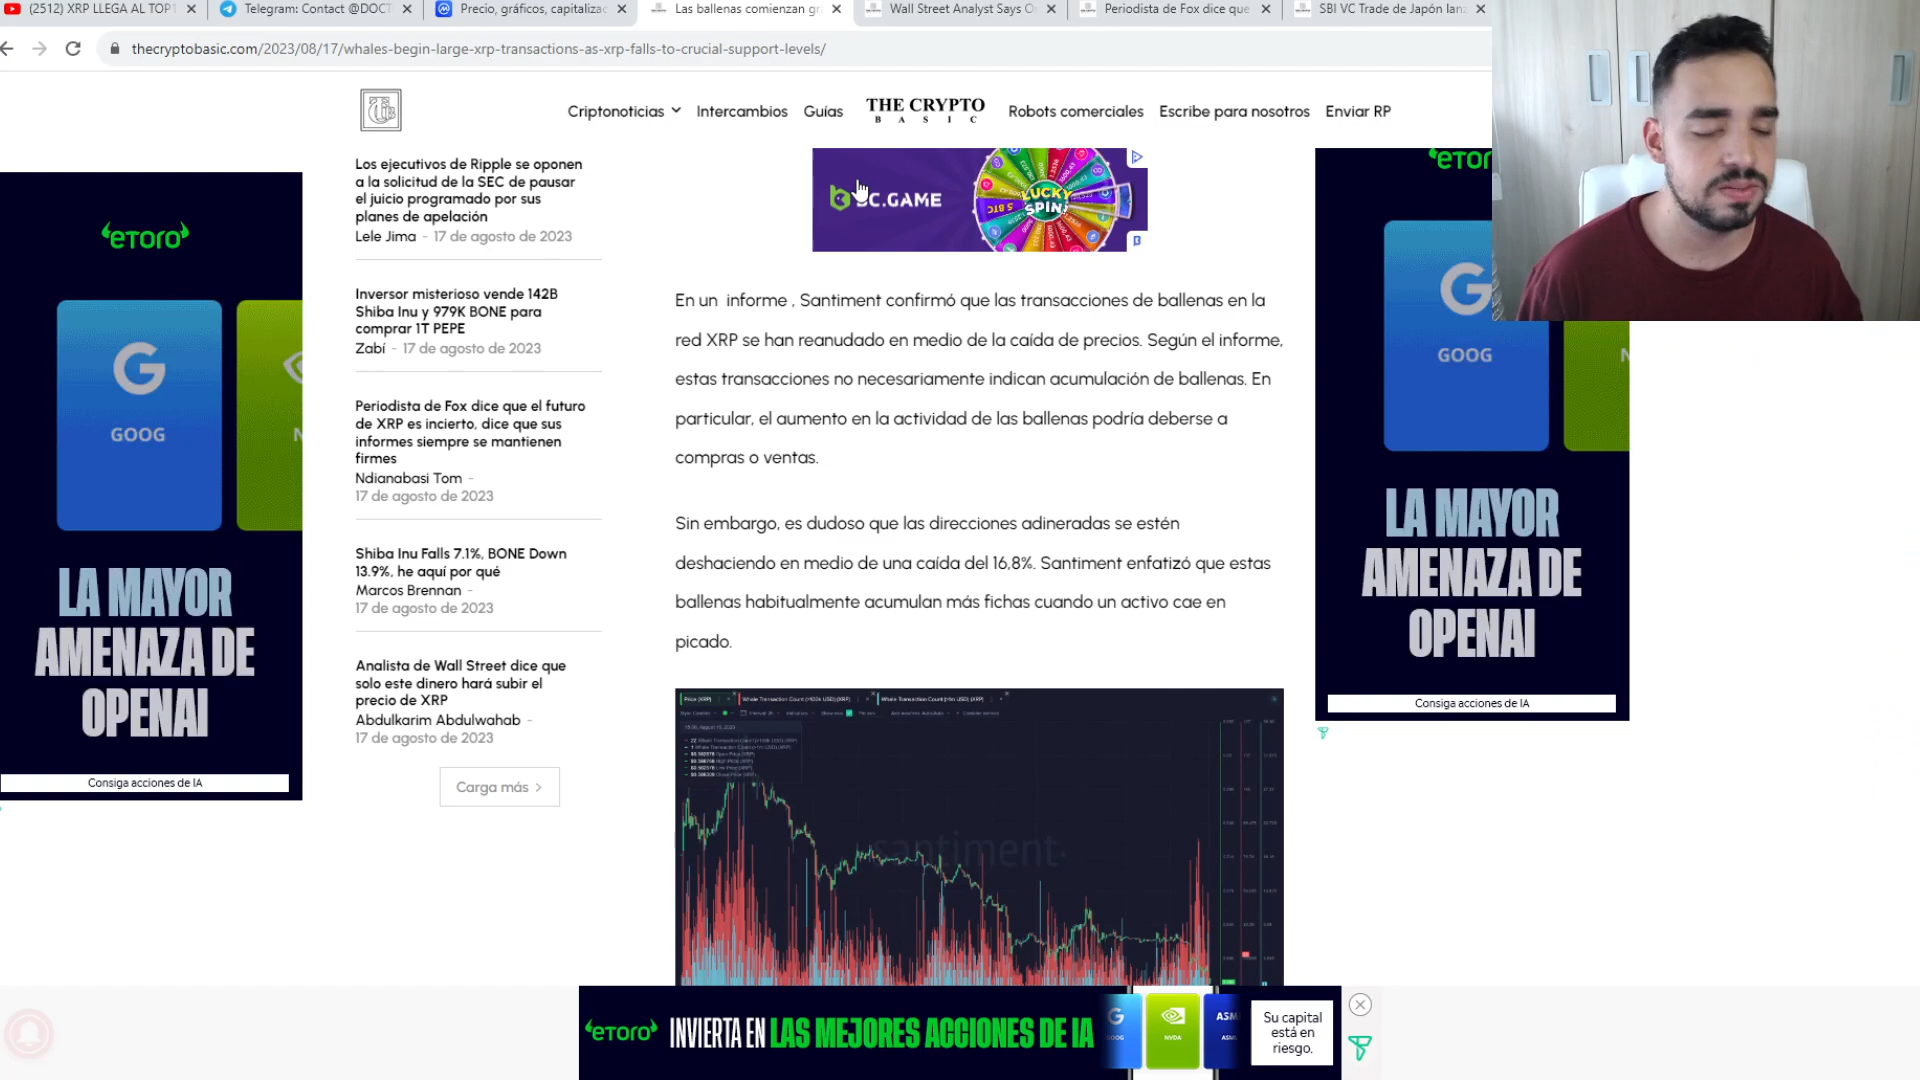 (2512) XRP LLEGA AL TOP1
Telegram: Contact @DOCT
Precio, gráficos, capitalizac
Las ballenas comienzan gr
Wall Street Analyst Says O
Periodista de Fox dice que
SBI VC Trade de Japón lanz
thecryptobasic.com/2023/08/17/whales-begin-large-xrp-transactions-as-xrp-falls-to-crucial-support-levels/
Criptonoticias
Intercambios
Guías
THE CRYPTO
BASIC
Robots comerciales
Escribe para nosotros
Enviar RP
Los ejecutivos de Ripple se oponen
a la solicitud de la SEC de pausar
el juicio programado por sus
planes de apelación
Lele Jima - 17 de agosto de 2023
Inversor misterioso vende 142B
Shiba Inu y 979K BONE para
comprar 1T PEPE
Zabí - 17 de agosto de 2023
Periodista de Fox dice que el futuro
de XRP es incierto, dice que sus
informes siempre se mantienen
firmes
Ndianabasi Tom -
17 de agosto de 2023
Shiba Inu Falls 7.1%, BONE Down
13.9%, he aquí por qué
Marcos Brennan -
17 de agosto de 2023
Analista de Wall Street dice que
solo este dinero hará subir el
precio de XRP
Abdulkarim Abdulwahab -
17 de agosto de 2023
Carga más >
BC.GAME
LUCKY
SPIN
5 BTC
En un informe , Santiment confirmó que las transacciones de ballenas en la
red XRP se han reanudado en medio de la caída de precios. Según el informe,
estas transacciones no necesariamente indican acumulación de ballenas. En
particular, el aumento en la actividad de las ballenas podría deberse a
compras o ventas.
Sin embargo, es dudoso que las direcciones adineradas se estén
deshaciendo en medio de una caída del 16,8%. Santiment enfatizó que estas
ballenas habitualmente acumulan más fichas cuando un activo cae en
picado.
Price (XRP)
santiment
etoro
GOOG
N
LA MAYOR
AMENAZA DE
OPENAI
Consiga acciones de IA
etoro
G
GOOG
N
LA MAYOR
AMENAZA DE
OPENAI
Consiga acciones de IA
etoro
INVIERTA EN LAS MEJORES ACCIONES DE IA
GOOG
NVDA
ASM
ASML
Su capital
está en
riesgo.